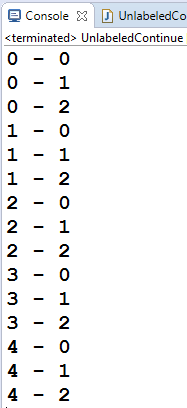 Console UnlabeledCo
<terminated> UnlabeledContinue
0 - 0
0 - 1
0 - 2
1 - 0
1 - 1
1 - 2
2 - 0
2 - 1
2 - 2
3 - 0
3 - 1
3 - 2
4 - 0
4 - 1
4 - 2